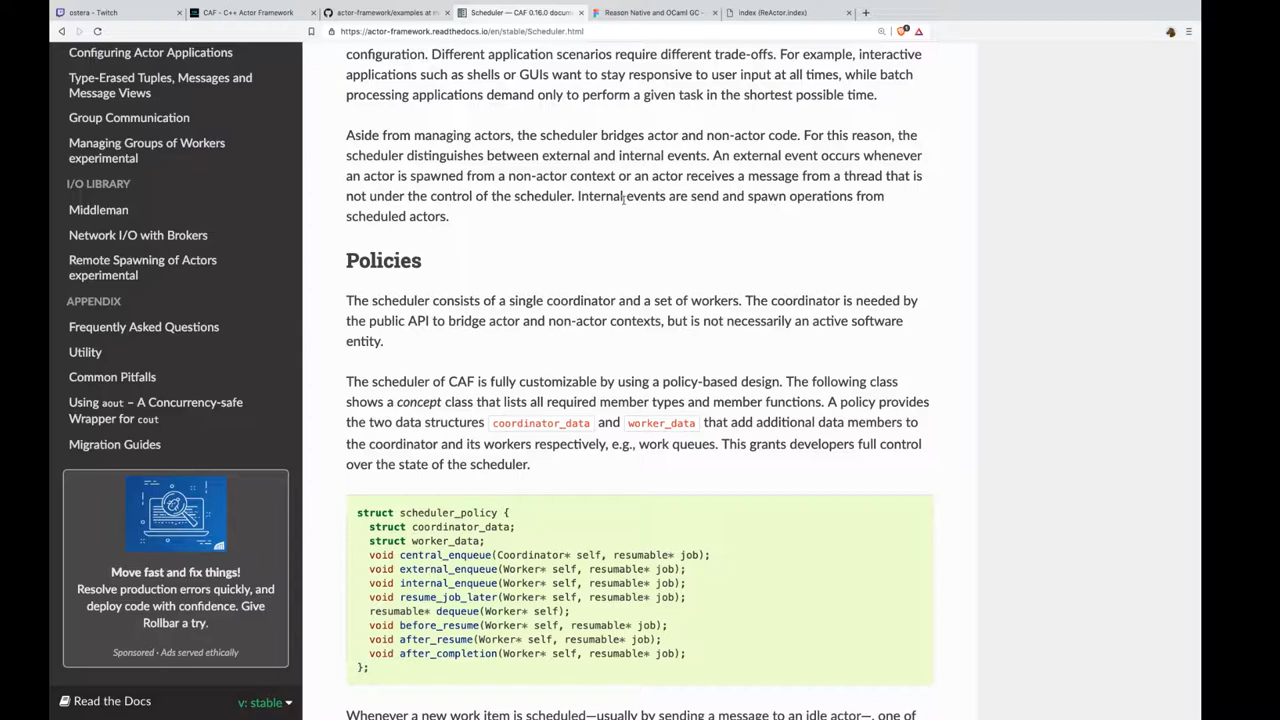 ostera - Twitch
CAF - C++ Actor Framework
actor-framework/examples at m
Scheduler — CAF 0.16.0 docum
Reason Native and OCaml GC -
index (ReActor.index)
https://actor-framework.readthedocs.io/en/stable/Scheduler.html
Configuring Actor Applications
Type-Erased Tuples, Messages and
Message Views
Group Communication
Managing Groups of Workers
experimental
I/O LIBRARY
Middleman
Network I/O with Brokers
Remote Spawning of Actors
experimental
APPENDIX
Frequently Asked Questions
Utility
Common Pitfalls
Using aout – A Concurrency-safe
Wrapper for cout
Migration Guides
Move fast and fix things!
Resolve production errors quickly, and
deploy code with confidence. Give
Rollbar a try.
Sponsored · Ads served ethically
Read the Docs
v: stable
configuration. Different application scenarios require different trade-offs. For example, interactive
applications such as shells or GUIs want to stay responsive to user input at all times, while batch
processing applications demand only to perform a given task in the shortest possible time.
Aside from managing actors, the scheduler bridges actor and non-actor code. For this reason, the
scheduler distinguishes between external and internal events. An external event occurs whenever
an actor is spawned from a non-actor context or an actor receives a message from a thread that is
not under the control of the scheduler. Internal events are send and spawn operations from
scheduled actors.
Policies
The scheduler consists of a single coordinator and a set of workers. The coordinator is needed by
the public API to bridge actor and non-actor contexts, but is not necessarily an active software
entity.
The scheduler of CAF is fully customizable by using a policy-based design. The following class
shows a concept class that lists all required member types and member functions. A policy provides
the two data structures coordinator_data and worker_data that add additional data members to
the coordinator and its workers respectively, e.g., work queues. This grants developers full control
over the state of the scheduler.
struct scheduler_policy {
struct coordinator_data;
struct worker_data;
void central_enqueue(Coordinator* self, resumable* job);
void external_enqueue(Worker* self, resumable* job);
void internal_enqueue(Worker* self, resumable* job);
void resume_job_later(Worker* self, resumable* job);
resumable* dequeue(Worker* self);
void before_resume(Worker* self, resumable* job);
void after_resume(Worker* self, resumable* job);
void after_completion(Worker* self, resumable* job);
};
Whenever a new work item is scheduled—usually by sending a message to an idle actor—, one of